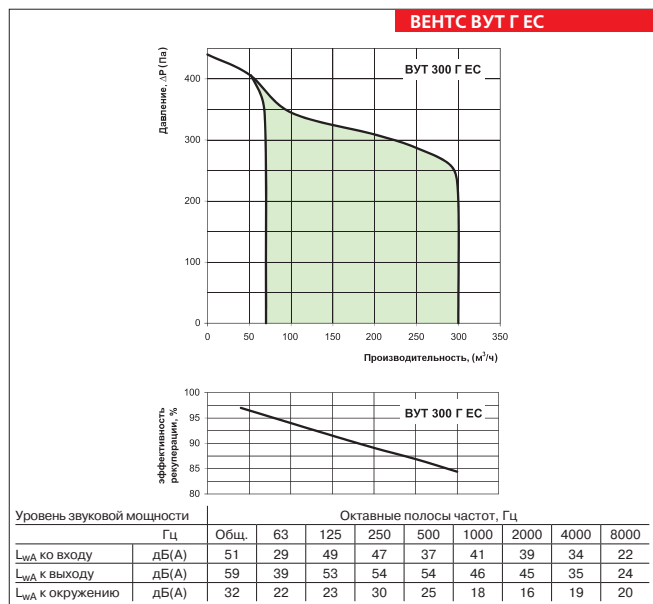 ВЕНТС ВУТ Г ЕС
ВУТ 300 Г ЕС
Давление, ΔР (Па)
400
300
200
100
0
0 50 100 150 200 250 300 350
Производительность, (м³/ч)
ВУТ 300 Г ЕС
эффективность
рекуперации, %
100
95
90
85
80
Уровень звуковой мощности Октавные полосы частот, Гц
Гц Общ. 63 125 250 500 1000 2000 4000 8000
LwA ко входу дБ(А) 51 29 49 47 37 41 39 34 22
LwA к выходу дБ(А) 59 39 53 54 54 46 45 35 24
LwA к окружению дБ(А) 32 22 23 30 25 18 16 19 20